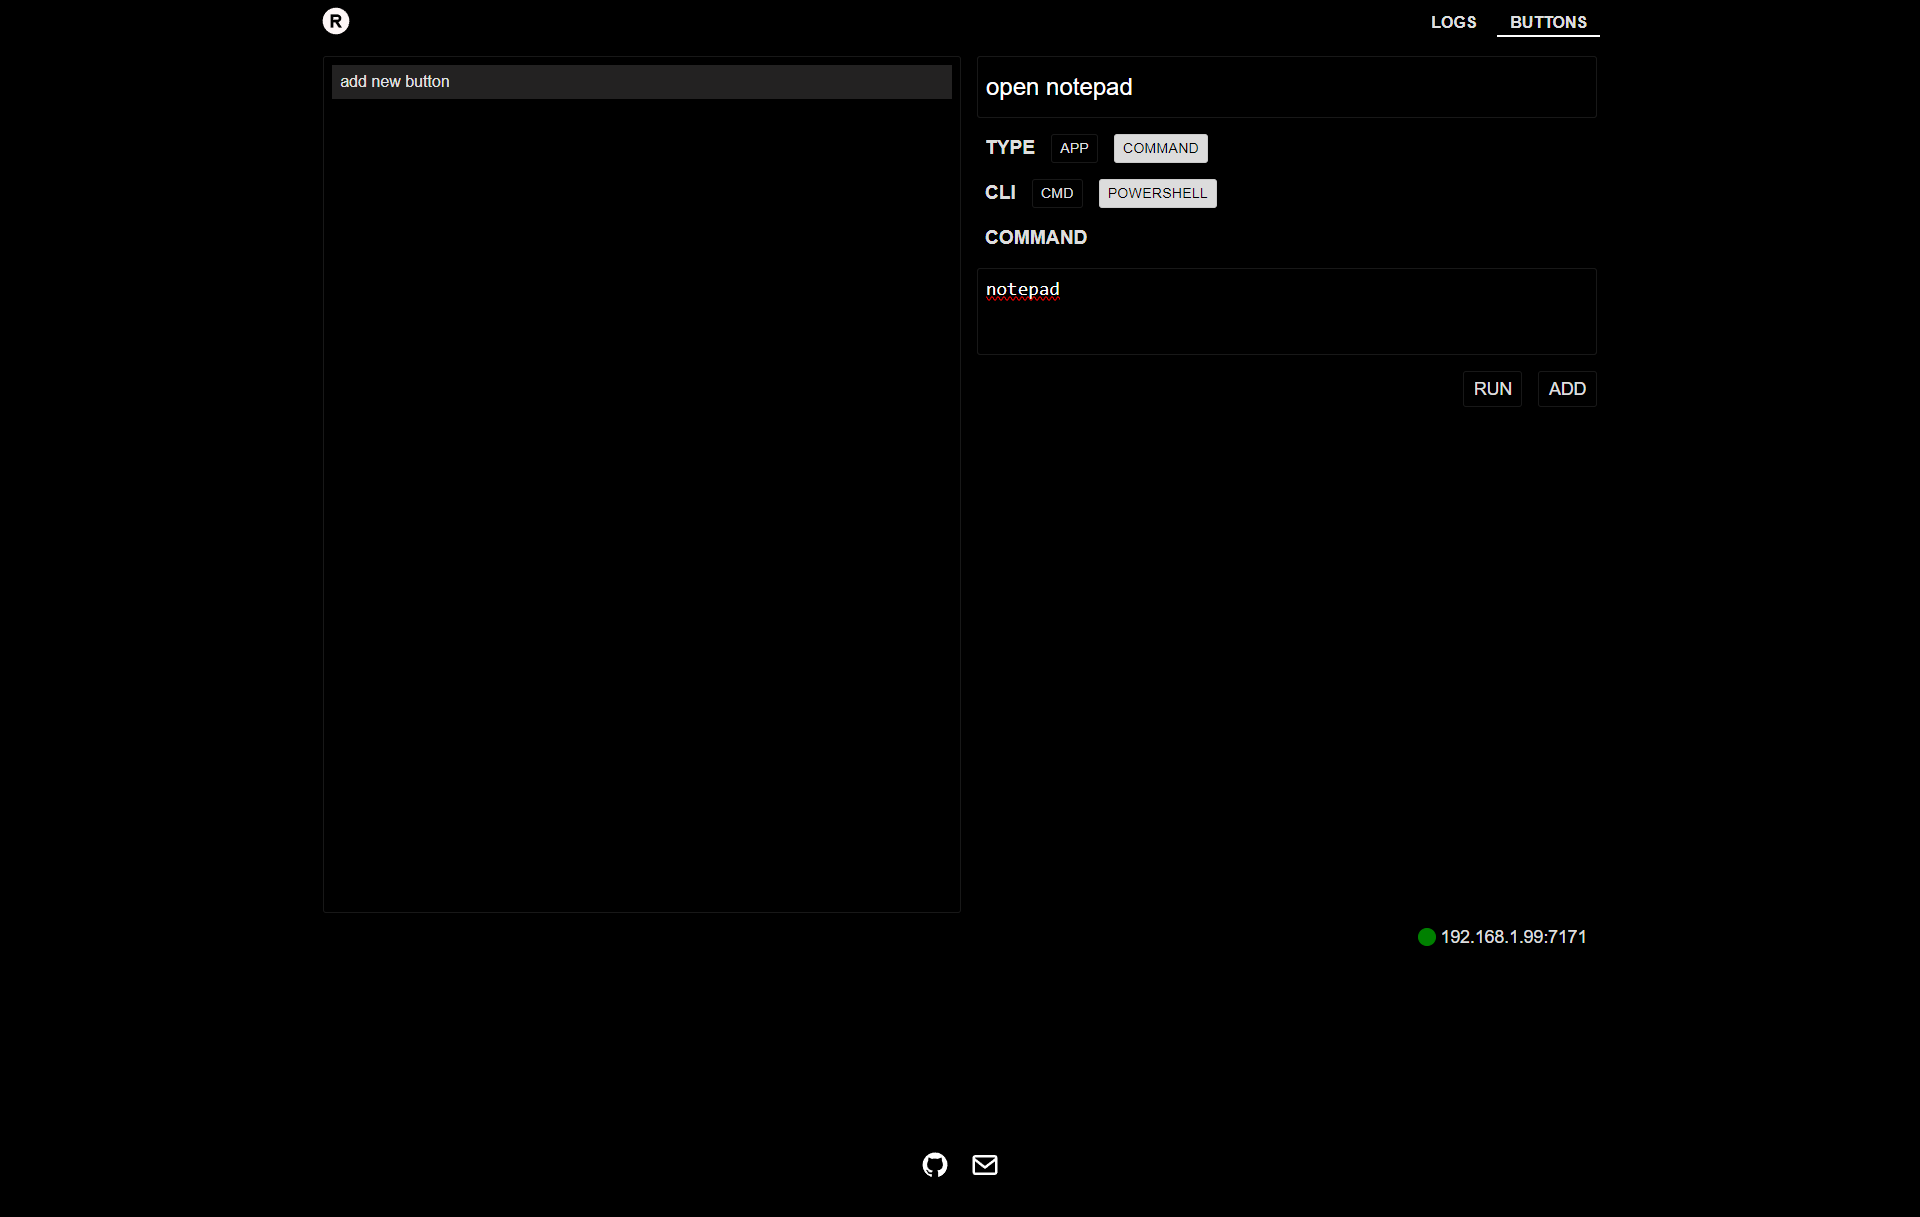 R
LOGS BUTTONS
add new button
open notepad
TYPE APP COMMAND
CLI CMD POWERSHELL
COMMAND
notepad
RUN ADD
192.168.1.99:7171